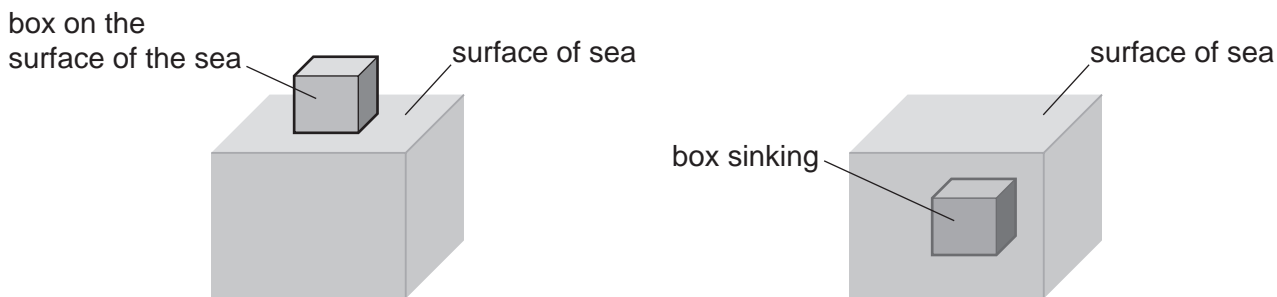 box on the
surface of the sea
surface of sea
surface of sea
box sinking